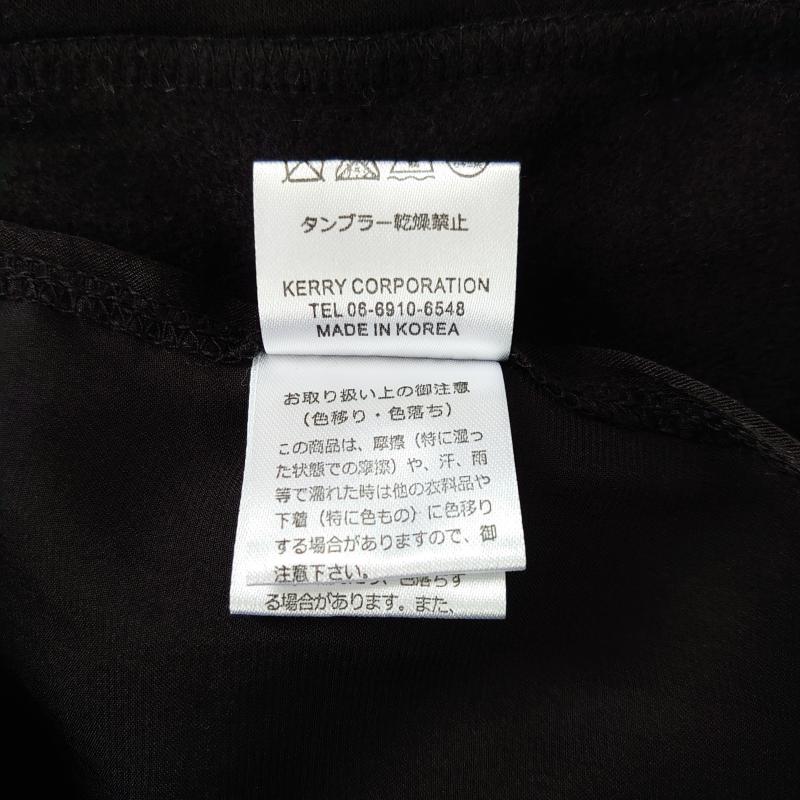 タンブラー乾燥禁止
KERRY CORPORATION
TEL 06-6910-6548
MADE IN KOREA
お取り扱い上の御注意
(色移り・色落ち)
この商品は、摩擦(特に湿っ
た状態での摩擦)や、汗、雨
等で濡れた時は他の衣料品や
下着(特に色もの)に色移り
する場合がありますので、御
注意下さい。
色落ちす
る場合があります。また、